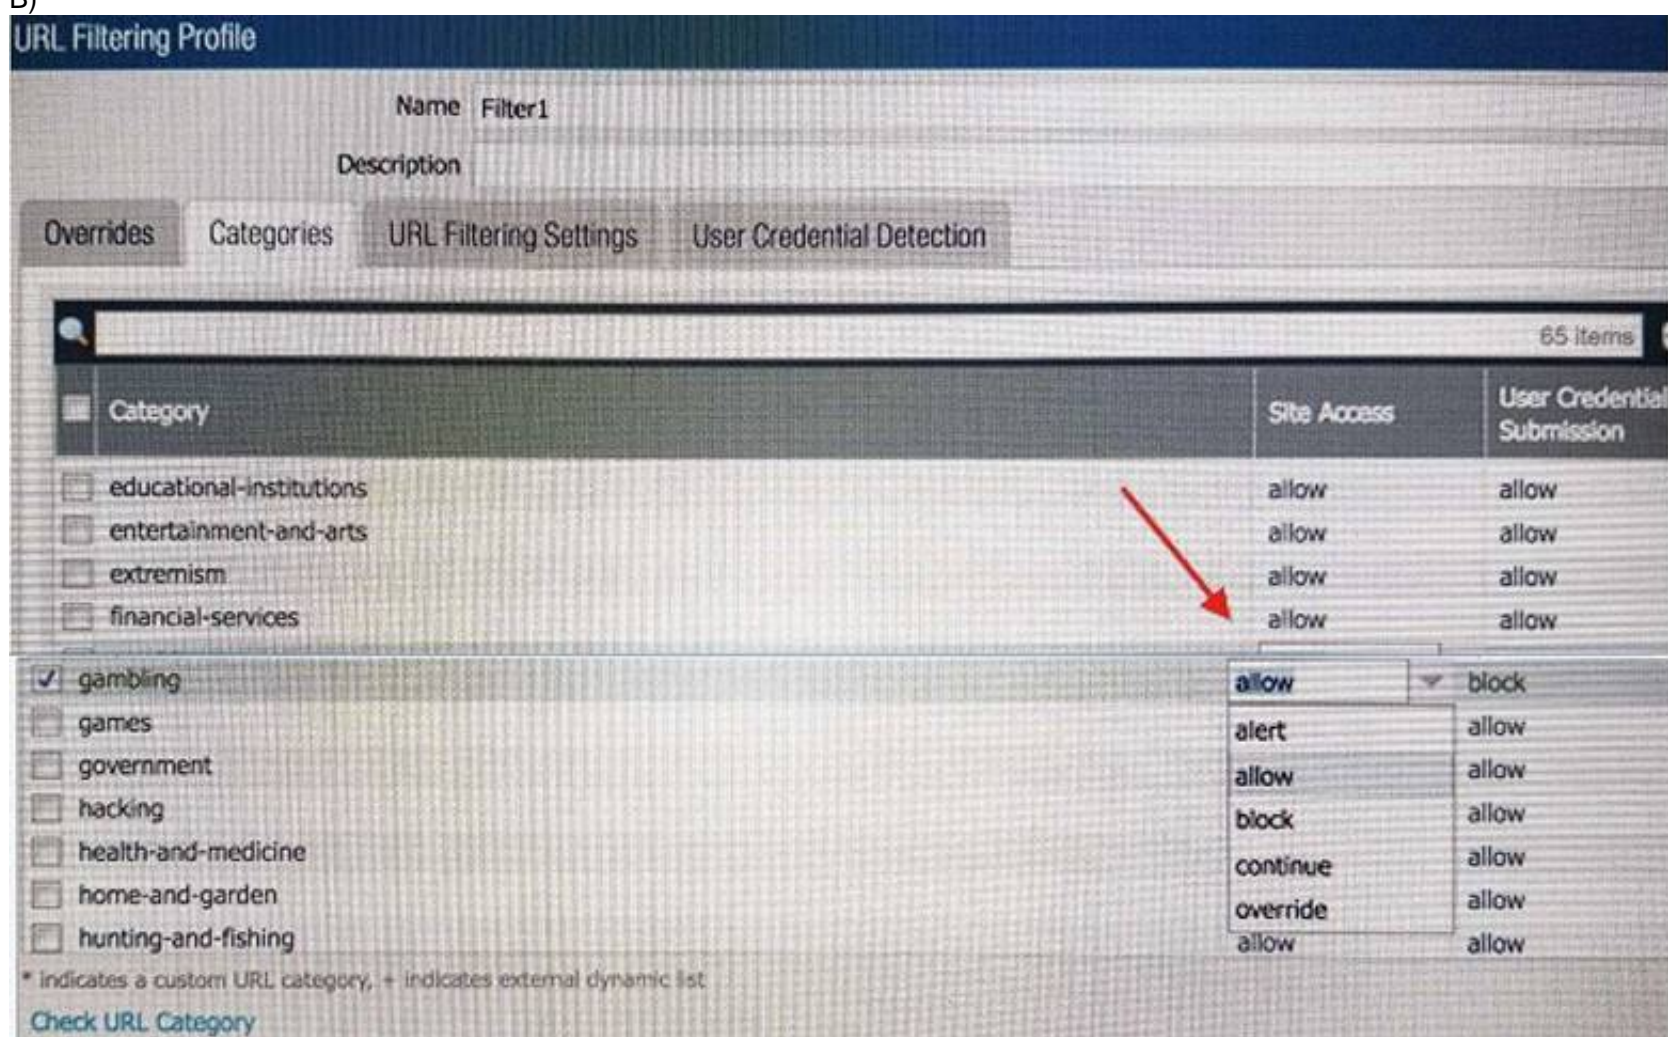 B)
URL Filtering Profile
Name Filter1
Description
Overrides Categories URL Filtering Settings User Credential Detection
65 items
Category Site Access User Credential Submission
educational-institutions allow allow
entertainment-and-arts allow allow
extremism allow allow
financial-services allow allow
gambling allow block
games alert allow
government allow allow
hacking block allow
health-and-medicine continue allow
home-and-garden override allow
hunting-and-fishing allow allow
* indicates a custom URL category, + indicates external dynamic list
Check URL Category